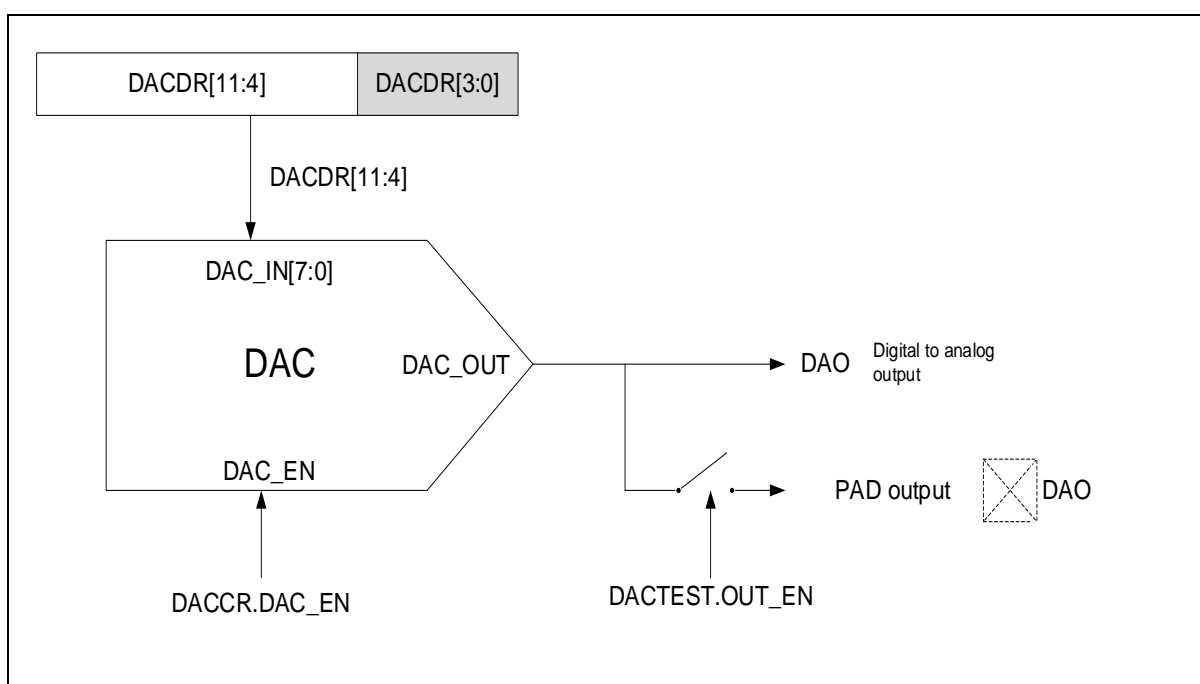 DACDR[11:4] DACDR[3:0]
DACDR[11:4]
DAC_IN[7:0]
DAC
DAC_OUT
DAO
Digital to analog
output
DAC_EN
PAD output
DAO
DACCR.DAC_EN
DACTEST.OUT_EN